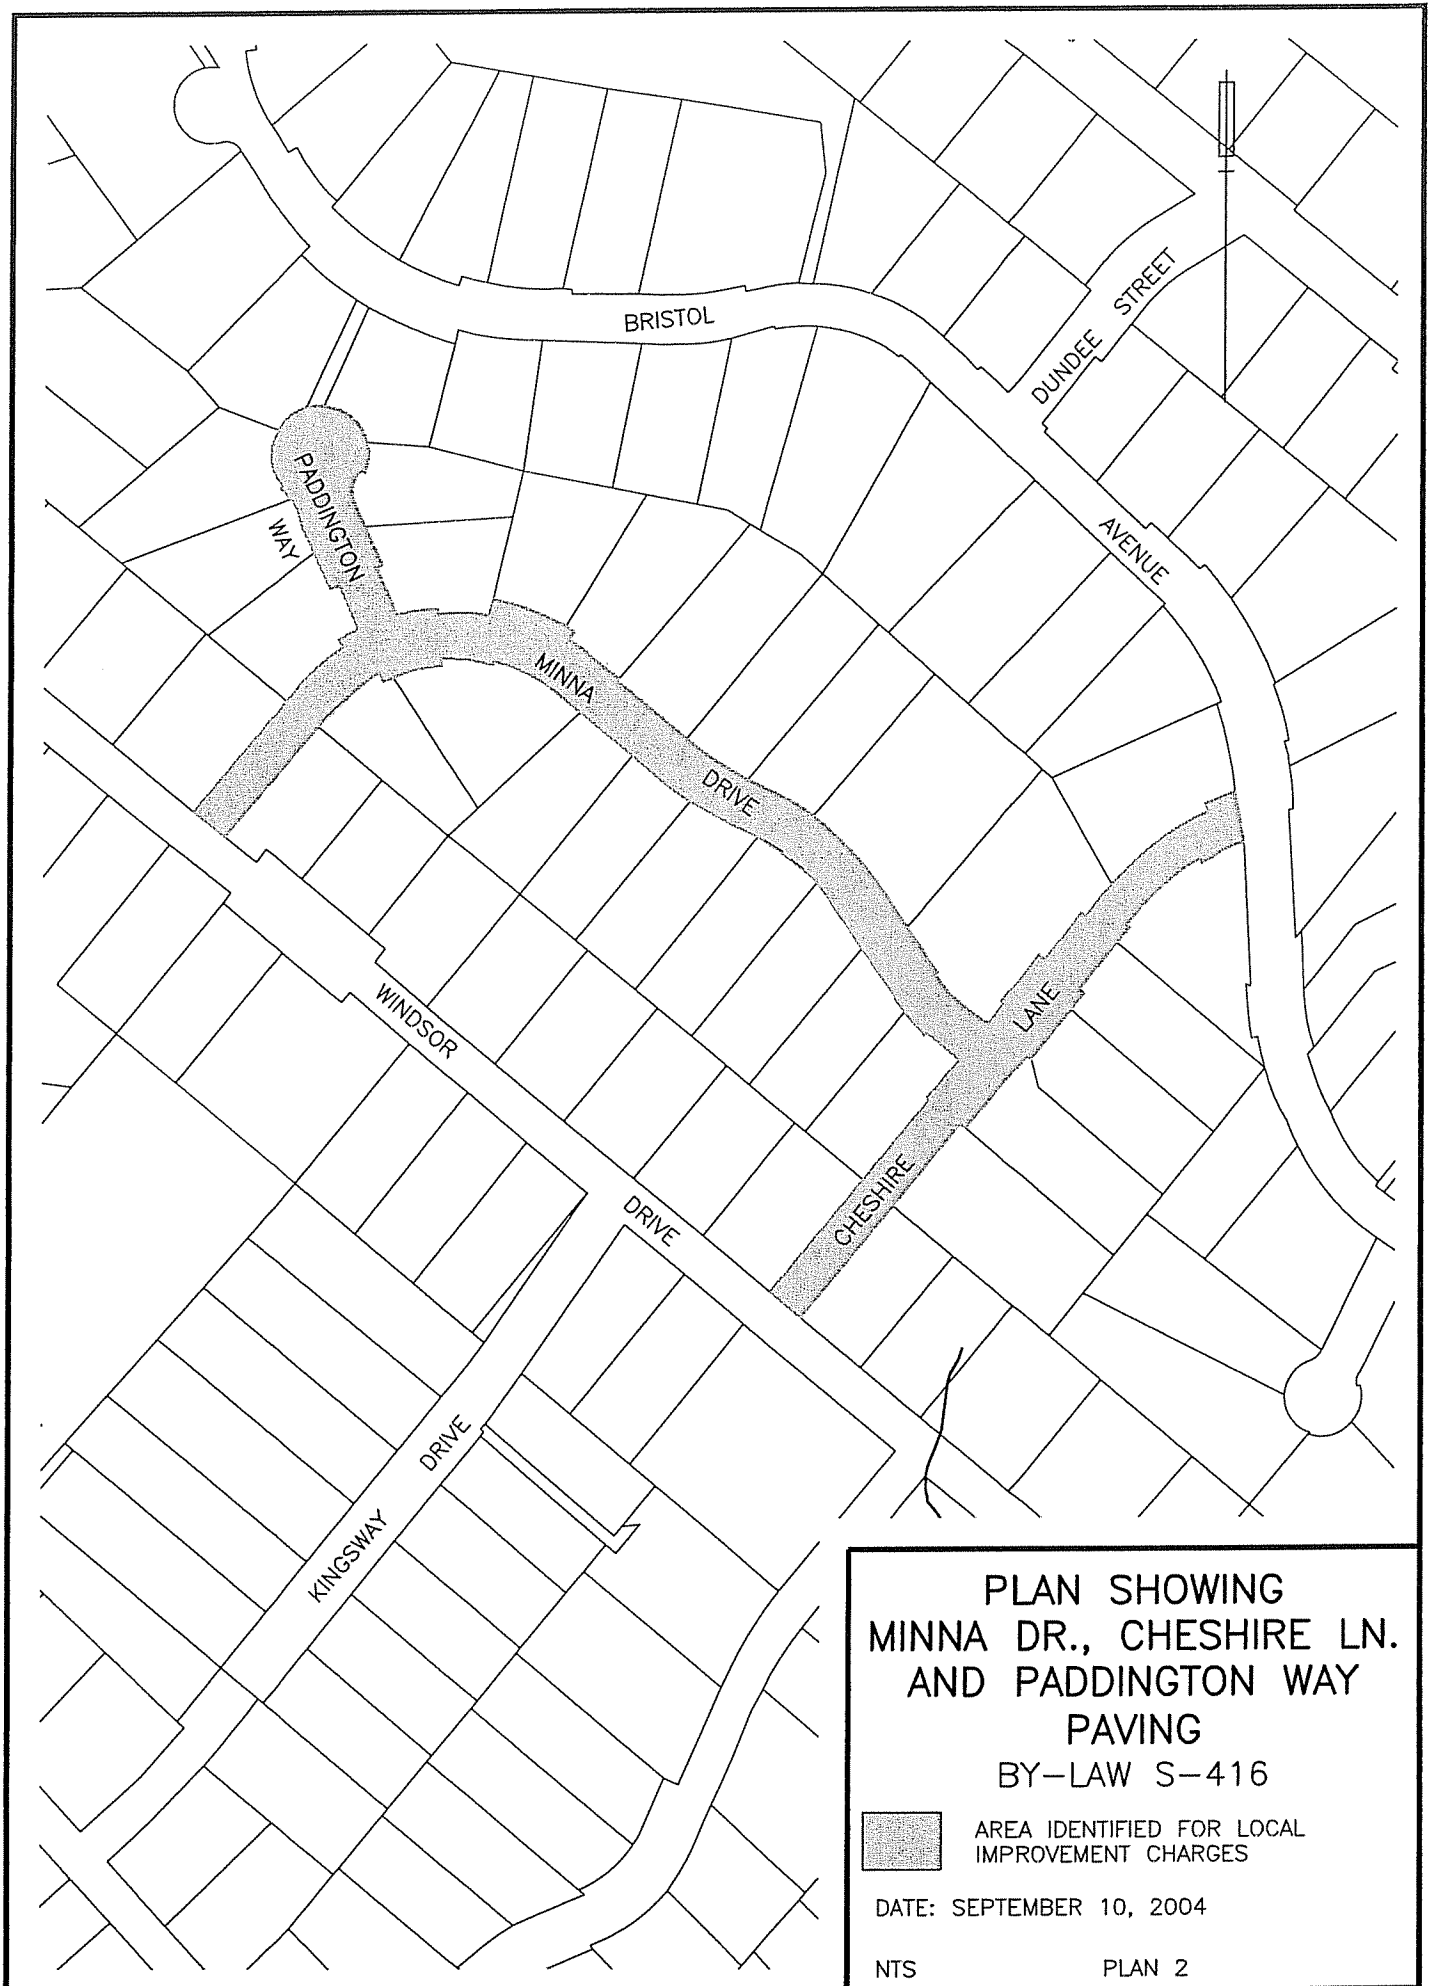 BRISTOL
DUNDEE STREET
PADDINGTON
WAY
AVENUE
MINNA
DRIVE
WINDSOR
LANE
DRIVE
CHESHIRE
DRIVE
KINGSWAY
PLAN SHOWING
MINNA DR., CHESHIRE LN.
AND PADDINGTON WAY
PAVING
BY-LAW S-416
AREA IDENTIFIED FOR LOCAL
IMPROVEMENT CHARGES
DATE: SEPTEMBER 10, 2004
NTS PLAN 2